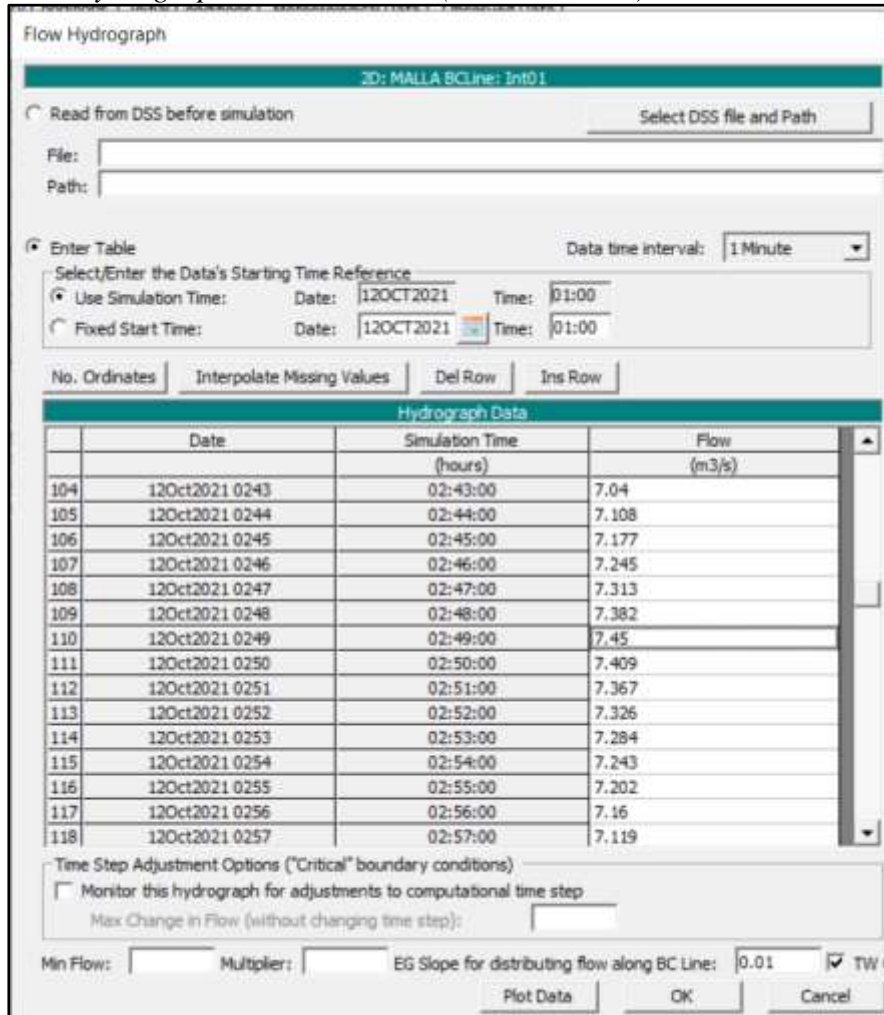 Flow Hydrograph
2D: MALLA BCLine: Int01
Read from DSS before simulation Select DSS file and Path
File:
Path:
Enter Table Data time interval: 1 Minute
Select/Enter the Data's Starting Time Reference
Use Simulation Time: Date: 12OCT2021 Time: 01:00
Fixed Start Time: Date: 12OCT2021 Time: 01:00
No. Ordinates Interpolate Missing Values Del Row Ins Row
Hydrograph Data
Date Simulation Time Flow
(hours) (m3/s)
104 12Oct2021 0243 02:43:00 7.04
105 12Oct2021 0244 02:44:00 7.108
106 12Oct2021 0245 02:45:00 7.177
107 12Oct2021 0246 02:46:00 7.245
108 12Oct2021 0247 02:47:00 7.313
109 12Oct2021 0248 02:48:00 7.382
110 12Oct2021 0249 02:49:00 7.45
111 12Oct2021 0250 02:50:00 7.409
112 12Oct2021 0251 02:51:00 7.367
113 12Oct2021 0252 02:52:00 7.326
114 12Oct2021 0253 02:53:00 7.284
115 12Oct2021 0254 02:54:00 7.243
116 12Oct2021 0255 02:55:00 7.202
117 12Oct2021 0256 02:56:00 7.16
118 12Oct2021 0257 02:57:00 7.119
Time Step Adjustment Options ("Critical" boundary conditions)
Monitor this hydrograph for adjustments to computational time step
Max Change in Flow (without changing time step):
Min Flow: Multiplier: EG Slope for distributing flow along BC Line: 0.01 TW
Plot Data OK Cancel